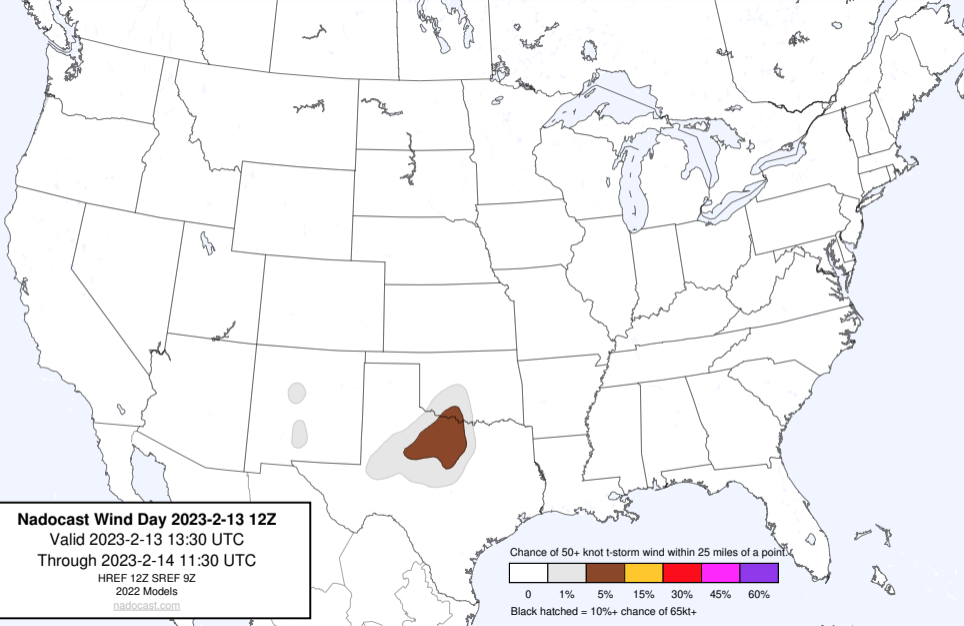 Nadocast Wind Day 2023-2-13 12Z
Valid 2023-2-13 13:30 UTC
Through 2023-2-14 11:30 UTC
HREF 12Z SREF 9Z
2022 Models
nadocast.com
Chance of 50+ knot t-storm wind within 25 miles of a point.
0 1% 5% 15% 30% 45% 60%
Black hatched = 10%+ chance of 65kt+